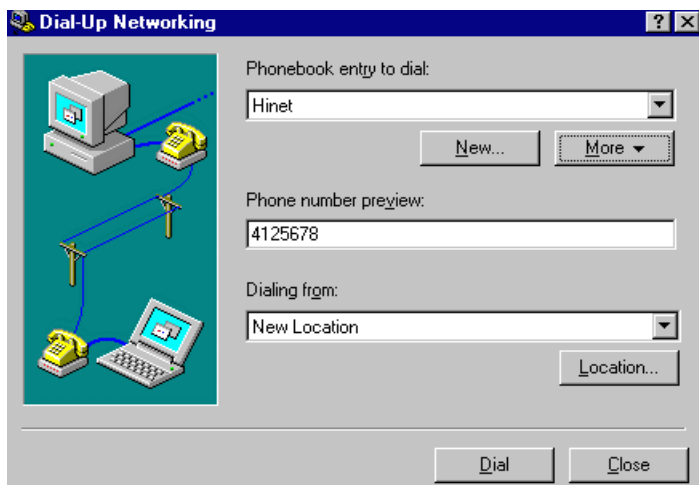 Dial-Up Networking
Phonebook entry to dial:
Hinet
New... More
Phone number preview:
4125678
Dialing from:
New Location
Location...
Dial Close